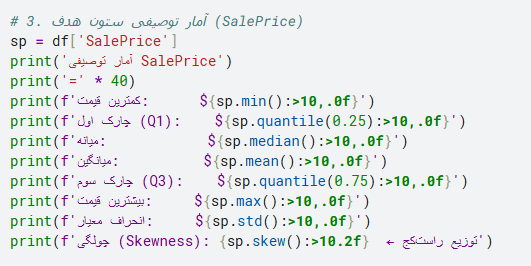 # 3. آمار توصیفی ستون هدف (SalePrice)
sp = df['SalePrice']
print('آمار توصیفی SalePrice')
print('=' * 40)
print(f'کمترین قیمت:      ${sp.min():>10,.0f}')
print(f'چارک اول (Q1):    ${sp.quantile(0.25):>10,.0f}')
print(f'میانه:            ${sp.median():>10,.0f}')
print(f'میانگین:          ${sp.mean():>10,.0f}')
print(f'چارک سوم (Q3):    ${sp.quantile(0.75):>10,.0f}')
print(f'بیشترین قیمت:     ${sp.max():>10,.0f}')
print(f'انحراف معیار:     ${sp.std():>10,.0f}')
print(f'چولگی (Skewness): {sp.skew():>10.2f}  ← توزیع راست‌کج')